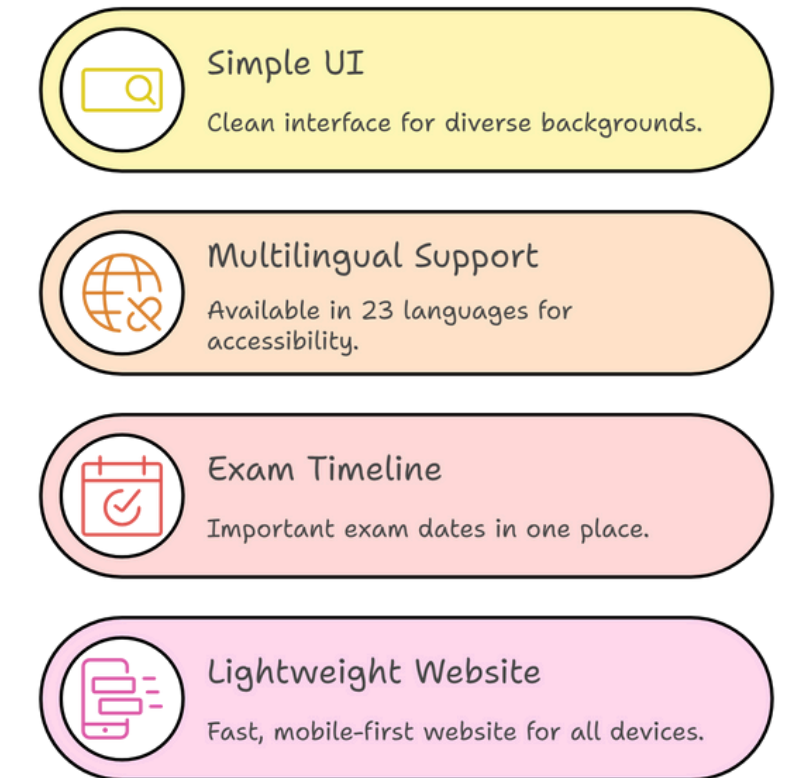 Simple UI
Clean interface for diverse backgrounds.
Multilingual Support
Available in 23 languages for
accessibility.
Exam Timeline
Important exam dates in one place.
Lightweight Website
Fast, mobile-first website for all devices.